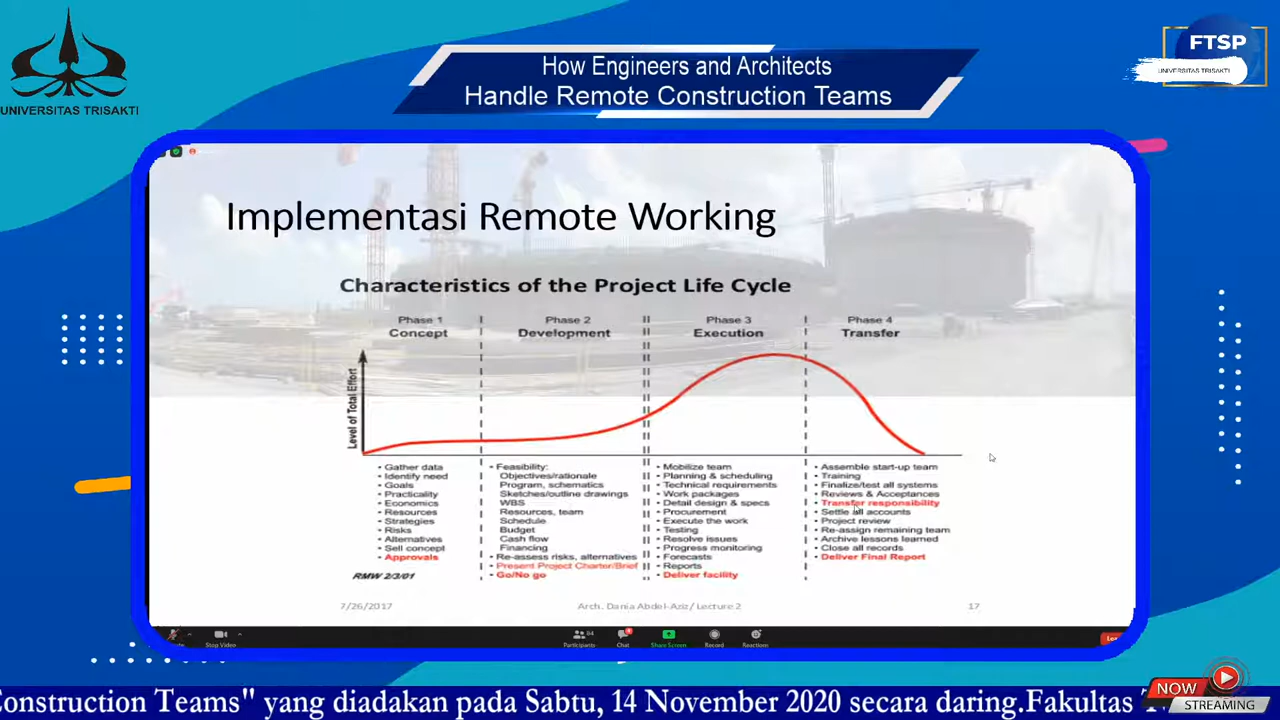 UNIVERSITAS TRISAKTI
How Engineers and Architects
Handle Remote Construction Teams
FTSP
UNIVERSITAS TRISAKTI
Implementasi Remote Working
Characteristics of the Project Life Cycle
Phase 1
Concept
Phase 2
Development
Phase 3
Execution
Phase 4
Transfer
Level of Total Effort
• Gather data
• Identify need
• Goals
• Practicality
• Economics
• Resources
• Strategies
• Risks
• Alternatives
• Sell concept
• Approvals
• Feasibility:
Objectives/rationale
Program, schematics
Sketches/outline drawings
WBS
Resources, team
Schedule
Budget
Cash flow
Financing
• Re-assess risks, alternatives
• Present Project Charter/Brief
• Go/No go
• Mobilize team
• Planning & scheduling
• Technical requirements
• Work packages
• Detail design & specs
• Procurement
• Execute the work
• Testing
• Resolve issues
• Progress monitoring
• Forecasts
• Reports
• Deliver facility
• Assemble start-up team
• Training
• Finalize/test all systems
• Reviews & Acceptances
• Transfer responsibility
• Settle all accounts
• Project review
• Re-assign remaining team
• Archive lessons learned
• Close all records
• Deliver Final Report
RMW 2/3/01
7/26/2017
Arch. Dania Abdel-Aziz/ Lecture 2
17
Stop Video
Participants
84
Chat
Share Screen
Record
Reactions
Construction Teams" yang diadakan pada Sabtu, 14 November 2020 secara daring.Fakultas
NOW
STREAMING